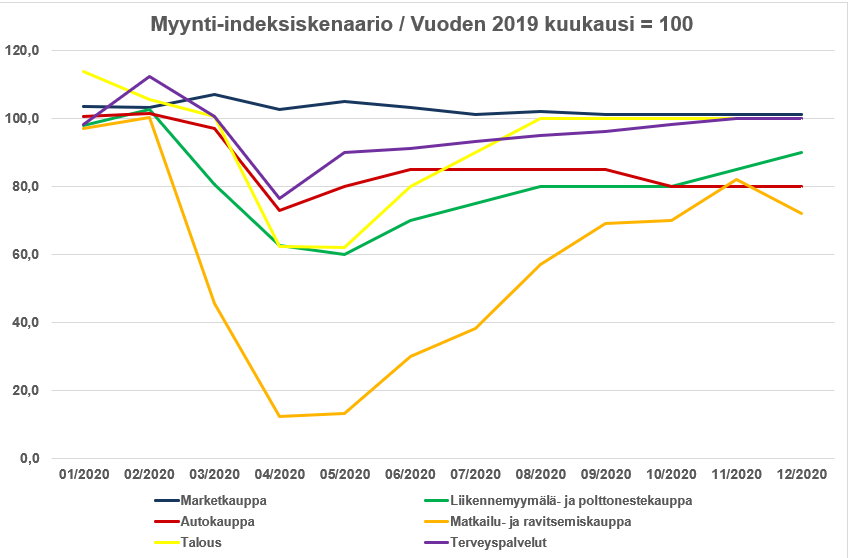 Myynti-indeksiskenaario / Vuoden 2019 kuukausi = 100
120,0
100,0
80,0
60,0
40,0
20,0
0,0
01/2020 02/2020 03/2020 04/2020 05/2020 06/2020 07/2020 08/2020 09/2020 10/2020 11/2020 12/2020
Marketkauppa Liikennemyymälä- ja polttonestekauppa
Autokauppa Matkailu- ja ravitsemiskauppa
Talous Terveyspalvelut